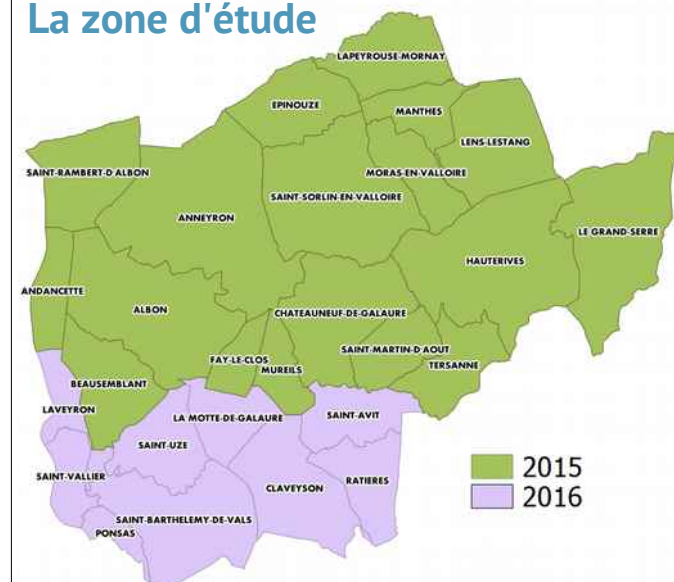 La zone d'étude
LAPEYROUSE-MORNAY
EPINOUZE
MANTHES
LENS-LESTANG
SAINT-RAMBERT-D'ALBON
MORAS-EN-VALLOIRE
SAINT-SORLIN-EN-VALLOIRE
ANNEYRON
LE GRAND-SERRE
HAUTERIVES
ANDANCETTE
ALBON
CHATEAUNEUF-DE-GALAURE
SAINT-MARTIN-D'AOUT
FAY-LE-CLOS
TERSANNE
MUREILS
BEAUSEMBLANT
LAVEYRON
LA MOTTE-DE-GALAURE
SAINT-AVIT
SAINT-UZE
SAINT-VALLIER
RATIERES
CLAVEYSON
SAINT-BARTHELEMY-DE-VALS
PONSAS
2015
2016